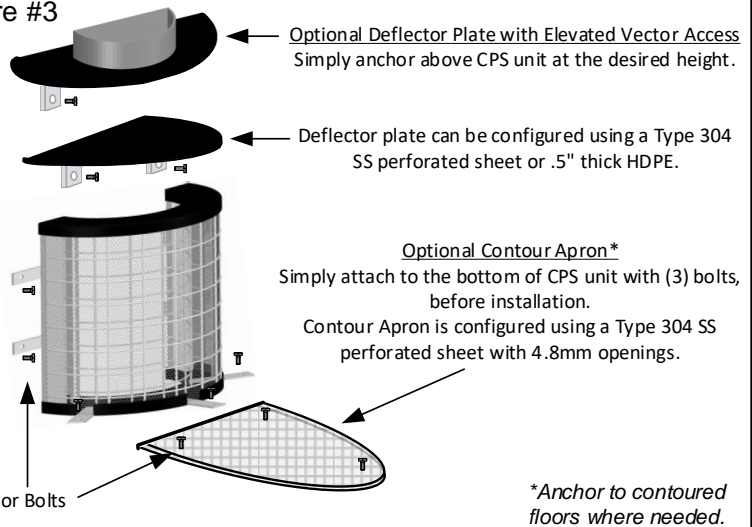 re #3
Optional Deflector Plate with Elevated Vector Access
Simply anchor above CPS unit at the desired height.
Deflector plate can be configured using a Type 304
SS perforated sheet or .5" thick HDPE.
Optional Contour Apron*
Simply attach to the bottom of CPS unit with (3) bolts,
before installation.
Contour Apron is configured using a Type 304 SS
perforated sheet with 4.8mm openings.
or Bolts
*Anchor to contoured
floors where needed.